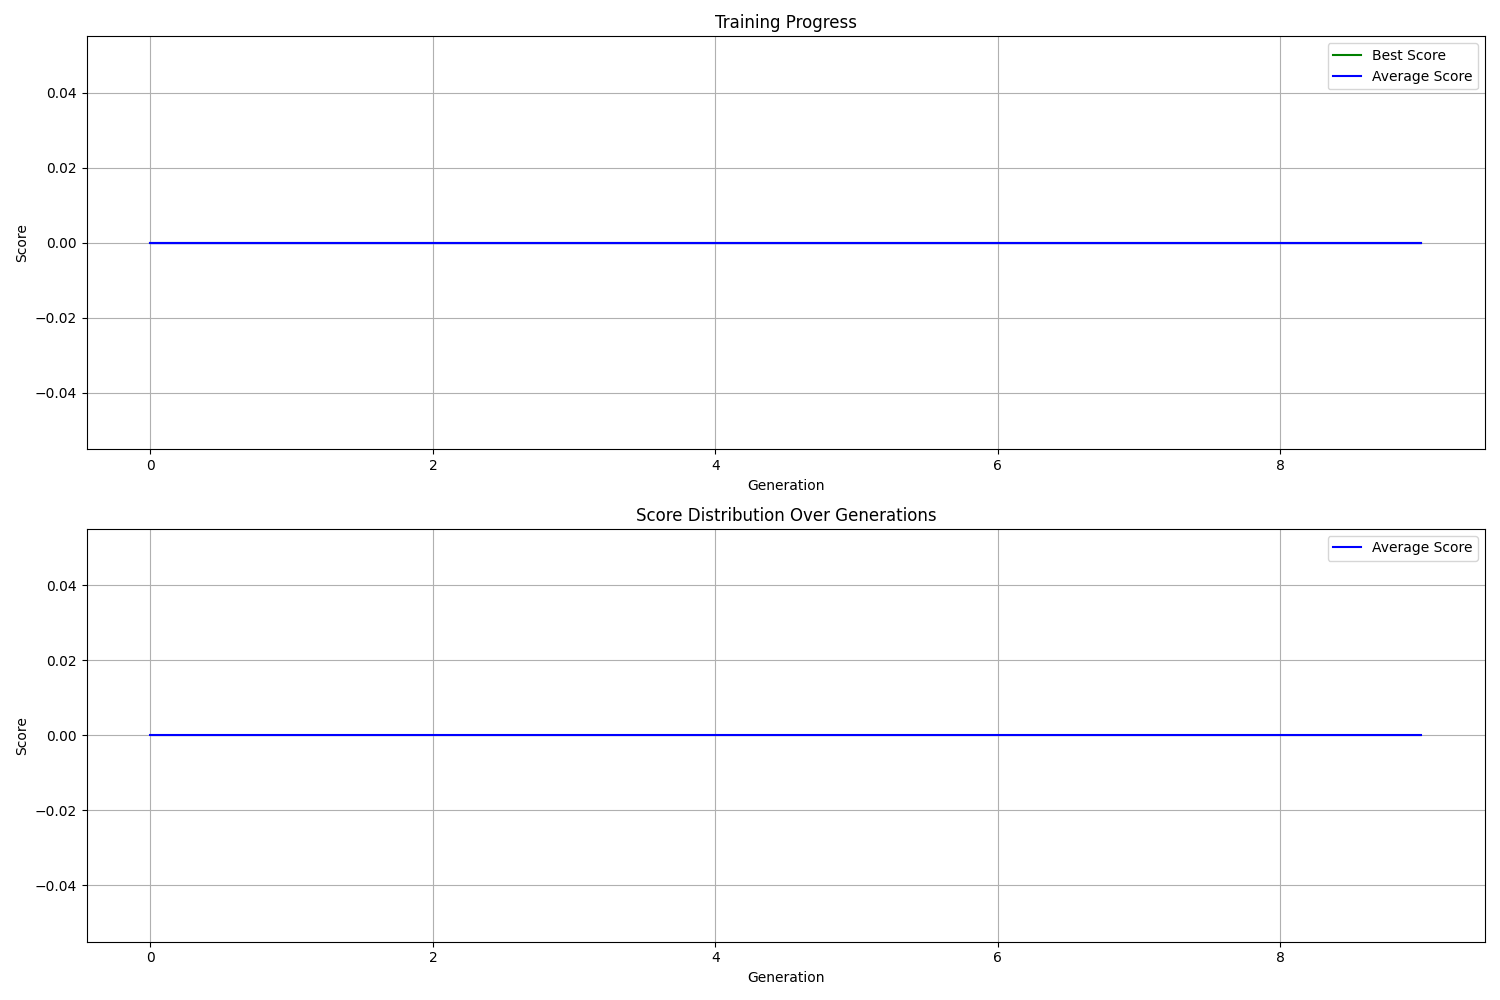 Training Progress
Best Score
Average Score
0.04
0.02
0.00
−0.02
−0.04
Score
0 2 4 6 8
Generation
Score Distribution Over Generations
Average Score
0.04
0.02
0.00
−0.02
−0.04
Score
0 2 4 6 8
Generation